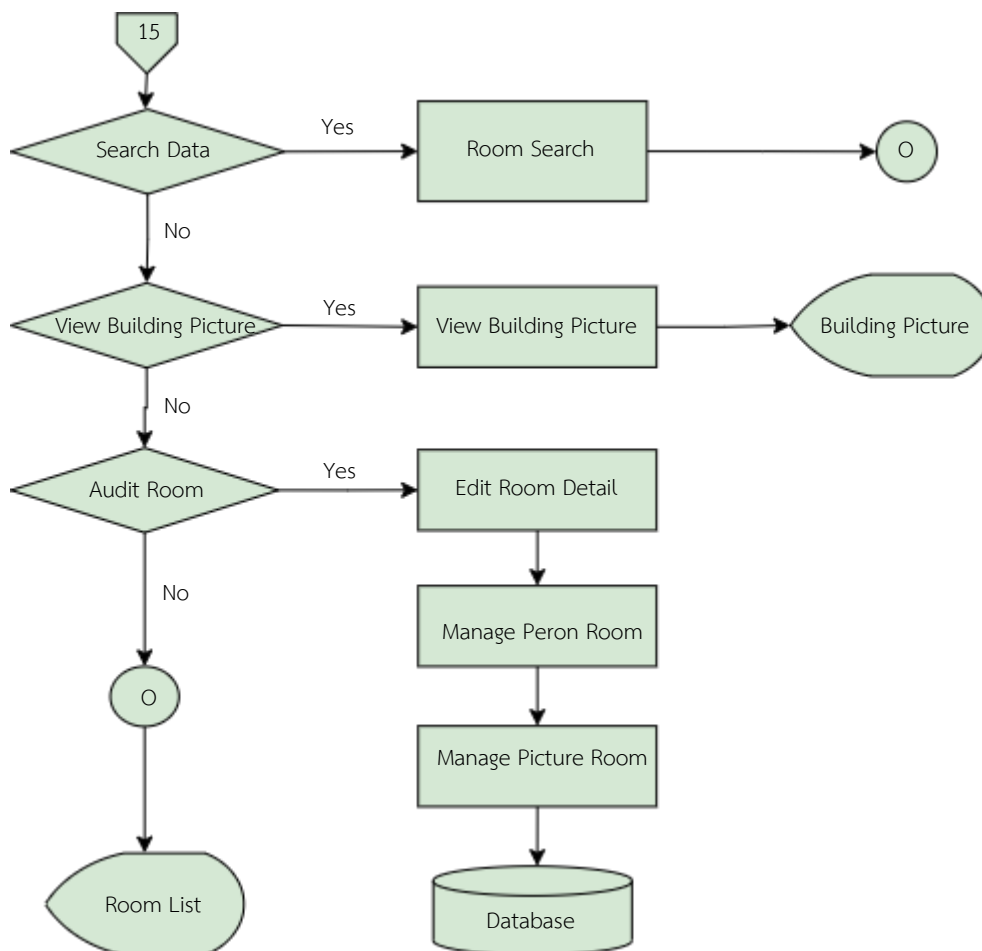 15
Search Data
Yes
Room Search
O
No
View Building Picture
Yes
View Building Picture
Building Picture
No
Audit Room
Yes
Edit Room Detail
No
Manage Peron Room
O
Manage Picture Room
Room List
Database